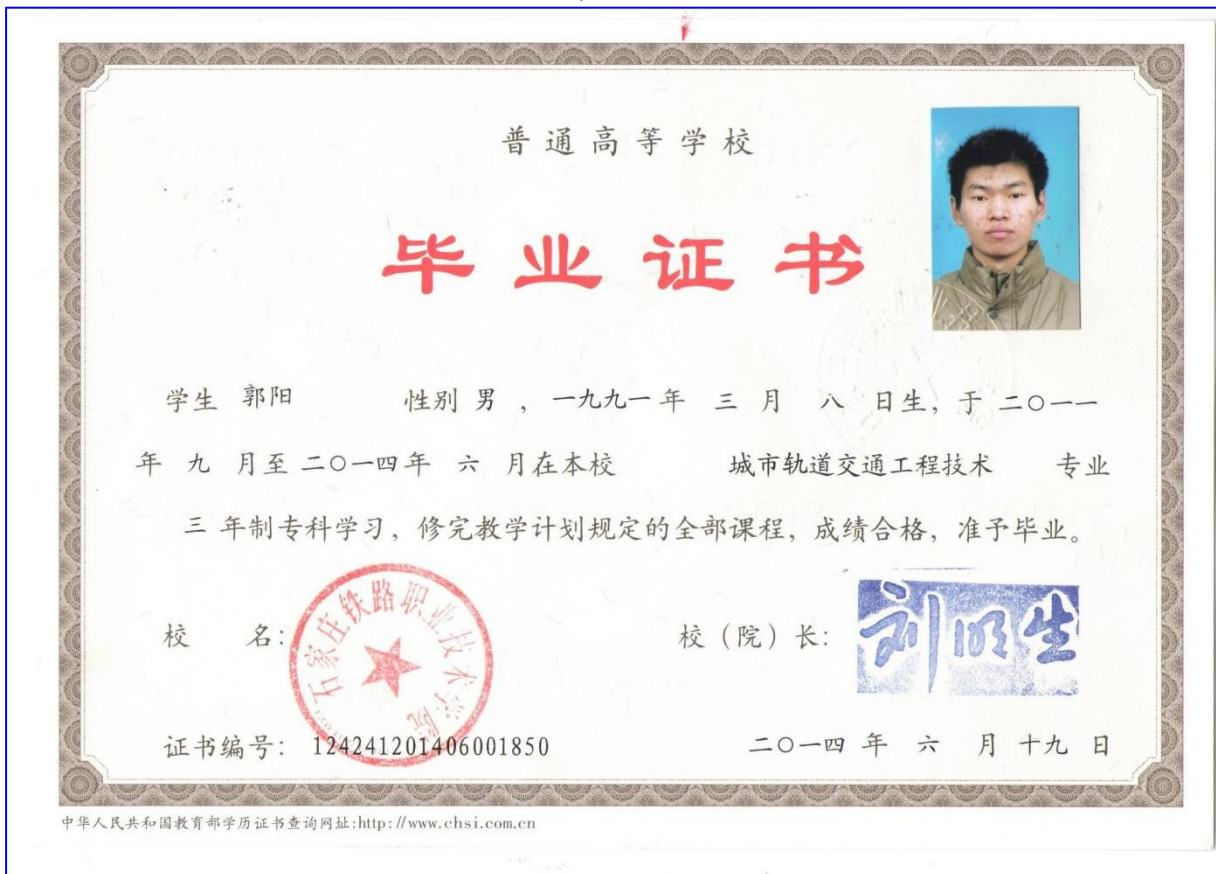 普通高等学校
毕业证书
学生 郭阳 性别 男 ，一九九一年 三 月 八 日生，于 二〇一一
年 九 月至 二〇一四年 六 月在本校 城市轨道交通工程技术 专业
三 年制专科学习，修完教学计划规定的全部课程，成绩合格，准予毕业。
石家庄铁路职业技术学院
校 名： 校（院）长： 刘明生
证书编号： 124241201406001850 二〇一四 年 六 月 十九 日
中华人民共和国教育部学历证书查询网址:http://www.chsi.com.cn